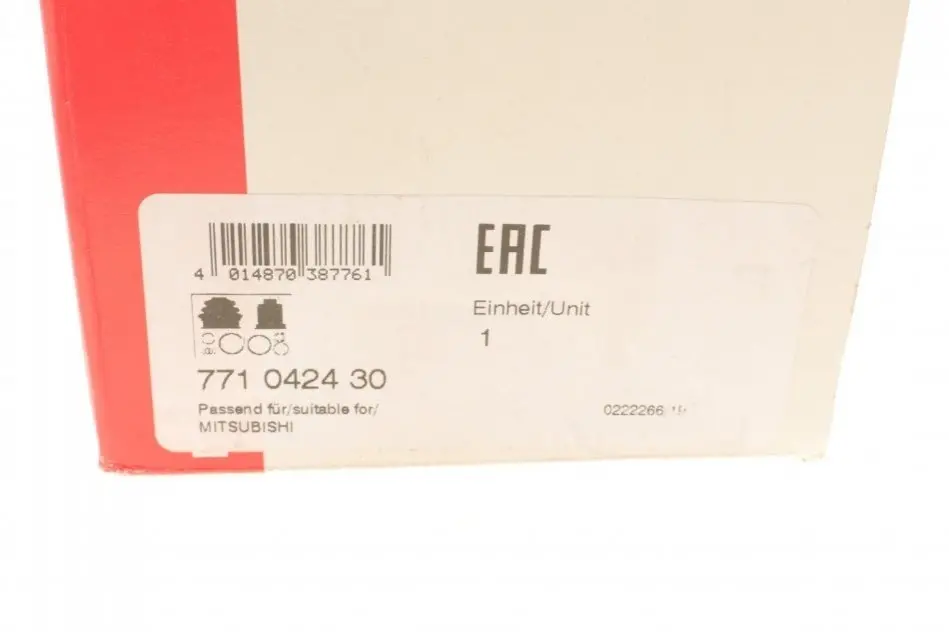 4 014870 387761
EAC
Einheit/Unit
1
771 0424 30
Passend für/suitable for/
MITSUBISHI
0222266